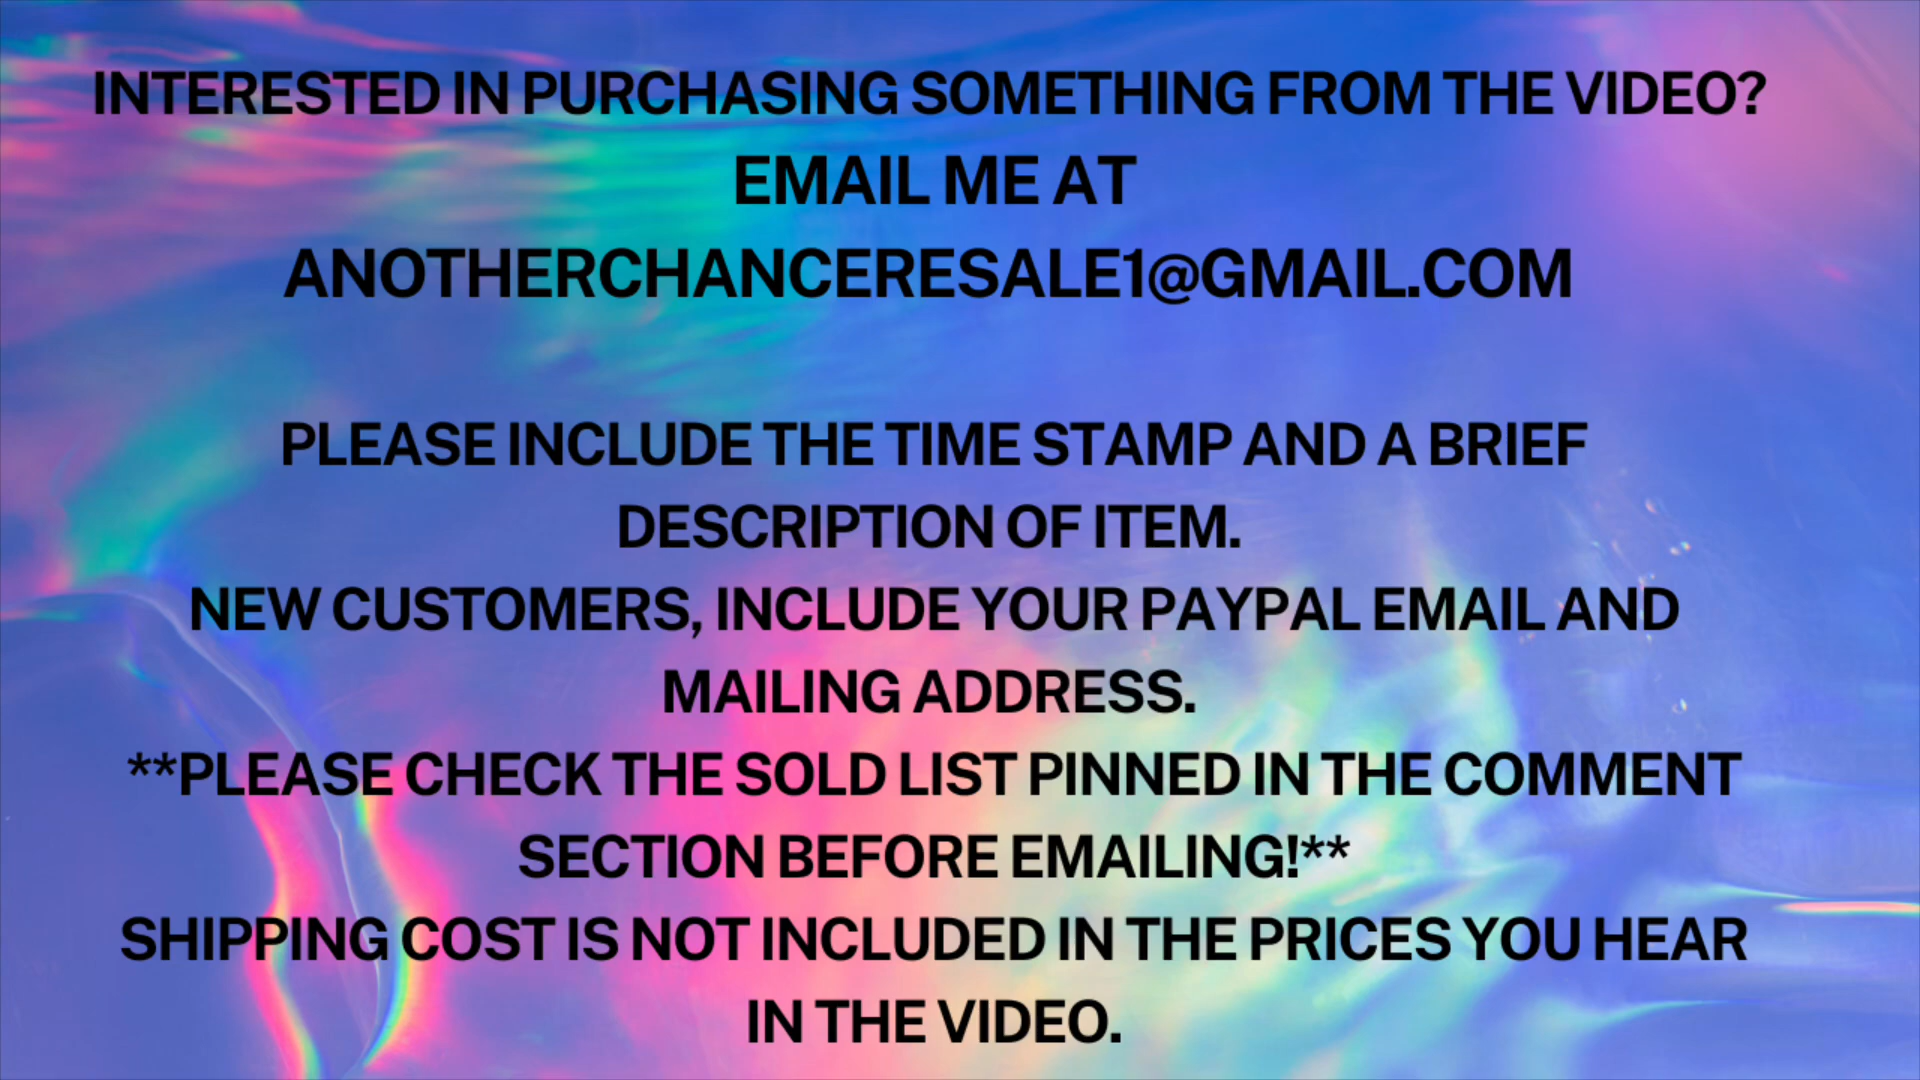 INTERESTED IN PURCHASING SOMETHING FROM THE VIDEO?
EMAIL ME AT
ANOTHERCHANCERESALE1@GMAIL.COM
PLEASE INCLUDE THE TIME STAMP AND A BRIEF
DESCRIPTION OF ITEM.
NEW CUSTOMERS, INCLUDE YOUR PAYPAL EMAIL AND
MAILING ADDRESS.
**PLEASE CHECK THE SOLD LIST PINNED IN THE COMMENT
SECTION BEFORE EMAILING!**
SHIPPING COST IS NOT INCLUDED IN THE PRICES YOU HEAR
IN THE VIDEO.